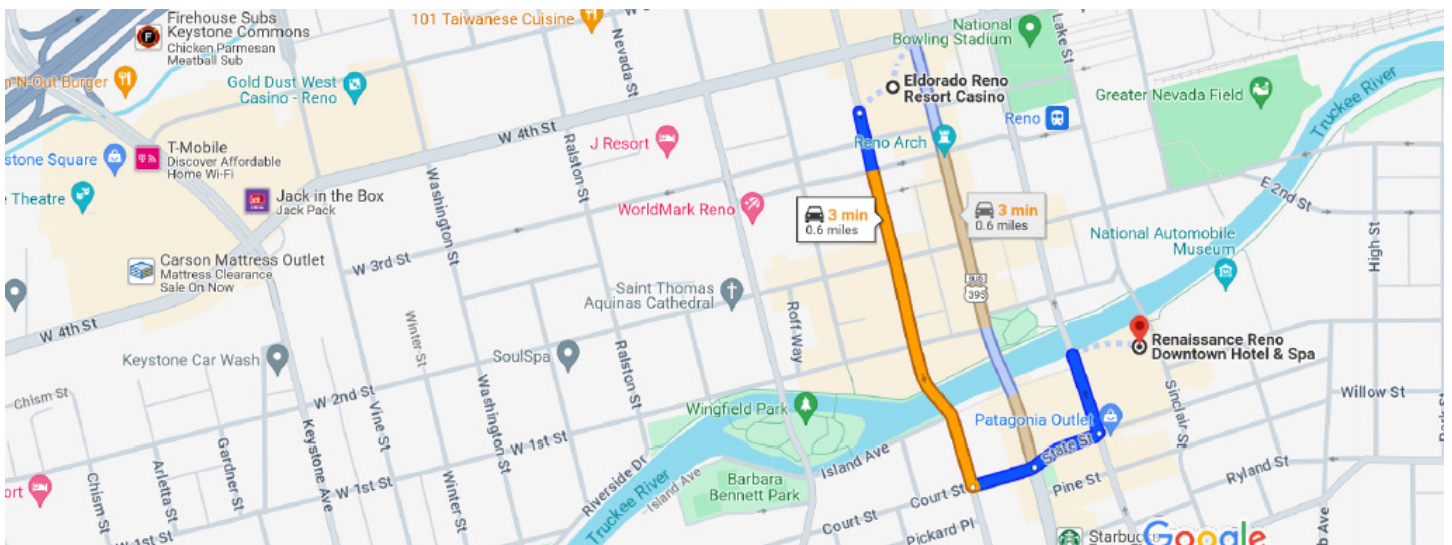 Firehouse Subs
Keystone Commons
Chicken Parmesan
Meatball Sub
101 Taiwanese Cuisine
W 4th St
Nevada St
National
Bowling Stadium
Lake St
Burger
Gold Dust West
Casino - Reno
Eldorado Reno
Resort Casino
Greater Nevada Field
Truckee River
Reno
T-Mobile
Discover Affordable
Home Wi-Fi
stone Square
J Resort
Reno Arch
Ralston St
Washington St
Theatre
Jack in the Box
Jack Pack
WorldMark Reno
3 min
0.6 miles
3 min
0.6 miles
E 2nd St
National Automobile
Museum
High St
Carson Mattress Outlet
Mattress Clearance
Sale On Now
W 3rd St
Saint Thomas
Aquinas Cathedral
BUS
395
W 4th St
Winter St
Roff Way
Keystone Car Wash
SoulSpa
Ralston St
Renaissance Reno
Downtown Hotel & Spa
Chism St
W 2nd St
Washington St
Wingfield Park
Patagonia Outlet
Sinclair St
Willow St
Vine St
Keystone Ave
Gardner St
Arletta St
Chism St
W 1st St
W 1st St
W 1st St
Winter St
Riverside Dr
Island Ave
Truckee River
Barbara
Bennett Park
Island Ave
State St
Court St
Court St
Pine St
Ryland St
Pickard Pl
Starbucks
Google